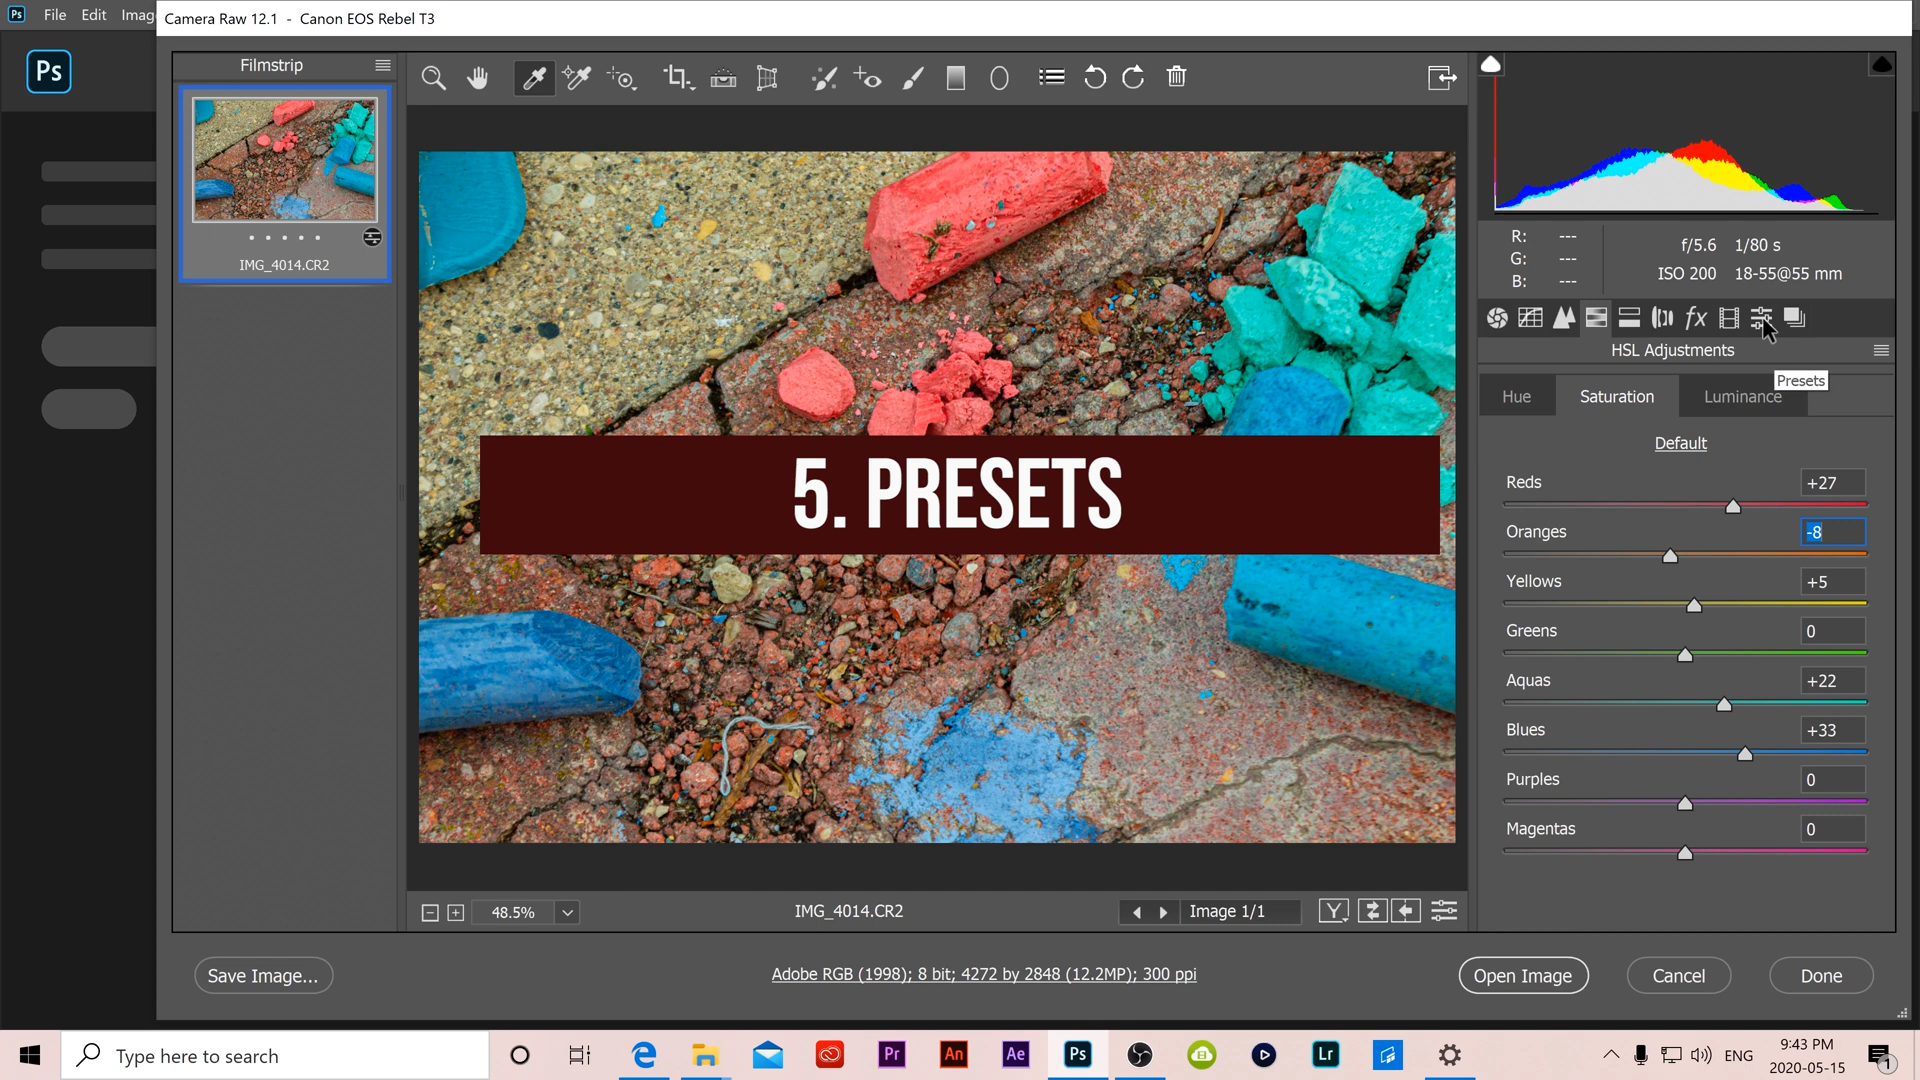 Ps File Edit Imag
Camera Raw 12.1 - Canon EOS Rebel T3
Ps
Filmstrip
IMG_4014.CR2
R: ---
G: ---
B: ---
f/5.6 1/80 s
ISO 200 18-55@55 mm
fx
HSL Adjustments
Presets
Hue Saturation Luminance
Default
Reds +27
Oranges -8
Yellows +5
Greens 0
Aquas +22
Blues +33
Purples 0
Magentas 0
5. PRESETS
48.5%
IMG_4014.CR2
Image 1/1
Y
Save Image...
Adobe RGB (1998); 8 bit; 4272 by 2848 (12.2MP); 300 ppi
Open Image Cancel Done
Type here to search
Pr An Ae Ps Lr
ENG
9:43 PM
2020-05-15
1